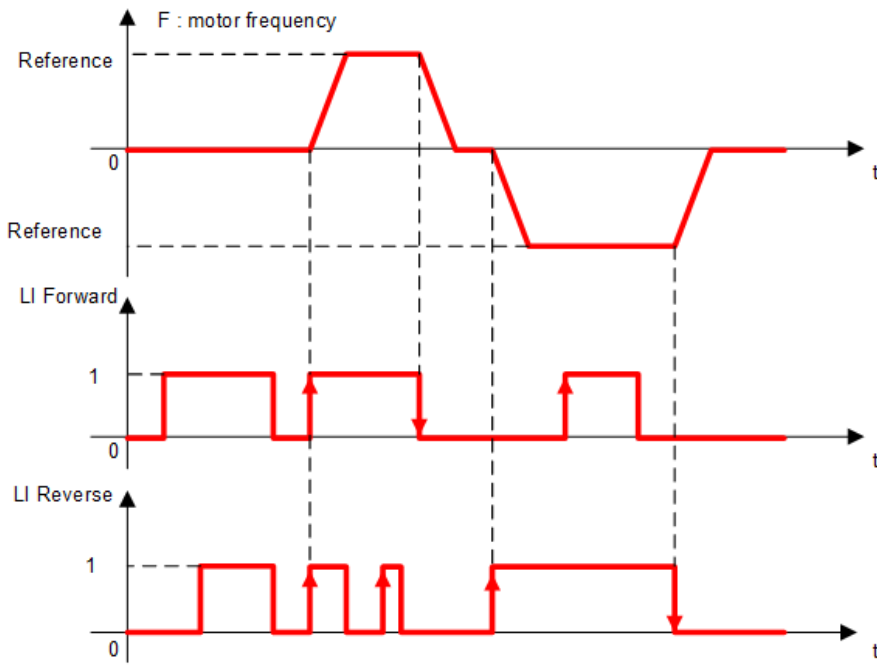 F : motor frequency
Reference
0
t
Reference
LI Forward
1
0
t
LI Reverse
1
0
t